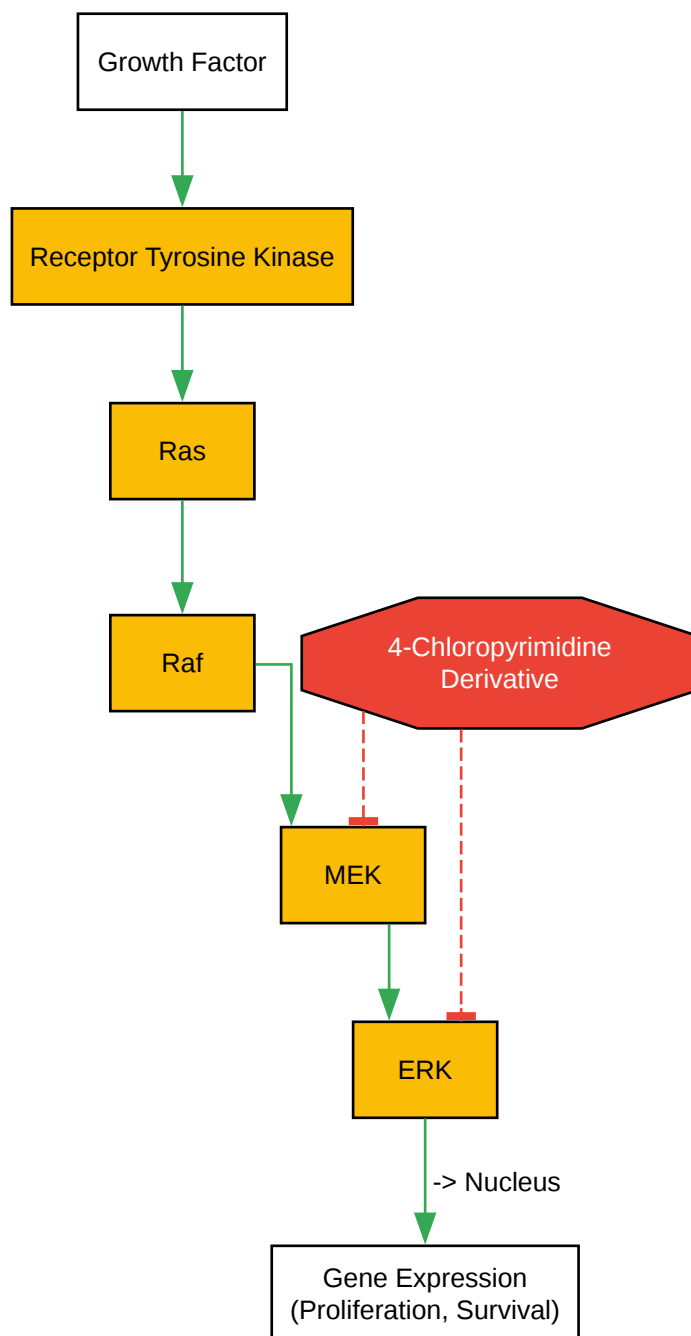 Growth Factor
Receptor Tyrosine Kinase
Ras
Raf
4-Chloropyrimidine
Derivative
MEK
ERK
-> Nucleus
Gene Expression
(Proliferation, Survival)